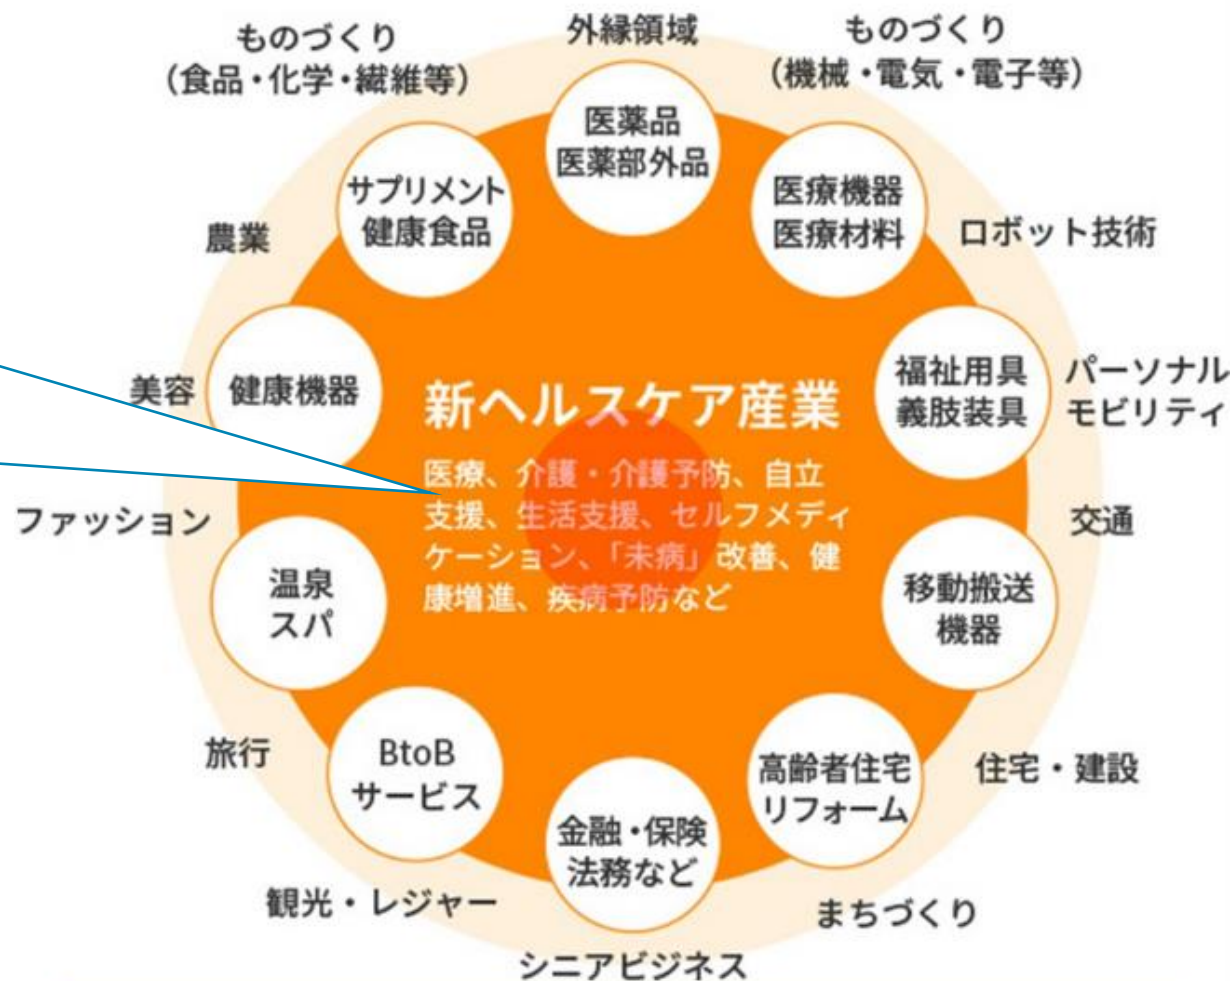 外縁領域
ものづくり
（食品・化学・繊維等）
ものづくり
（機械・電気・電子等）
医薬品
医薬部外品
サプリメント
健康食品
医療機器
医療材料
農業
ロボット技術
美容
健康機器
福祉用具
義肢装具
パーソナル
モビリティ
新ヘルスケア産業
医療、介護・介護予防、自立
支援、生活支援、セルフメディ
ケーション、「未病」改善、健
康増進、疾病予防など
ファッション
交通
温泉
スパ
移動搬送
機器
旅行
BtoB
サービス
高齢者住宅
リフォーム
住宅・建設
金融・保険
法務など
観光・レジャー
まちづくり
シニアビジネス